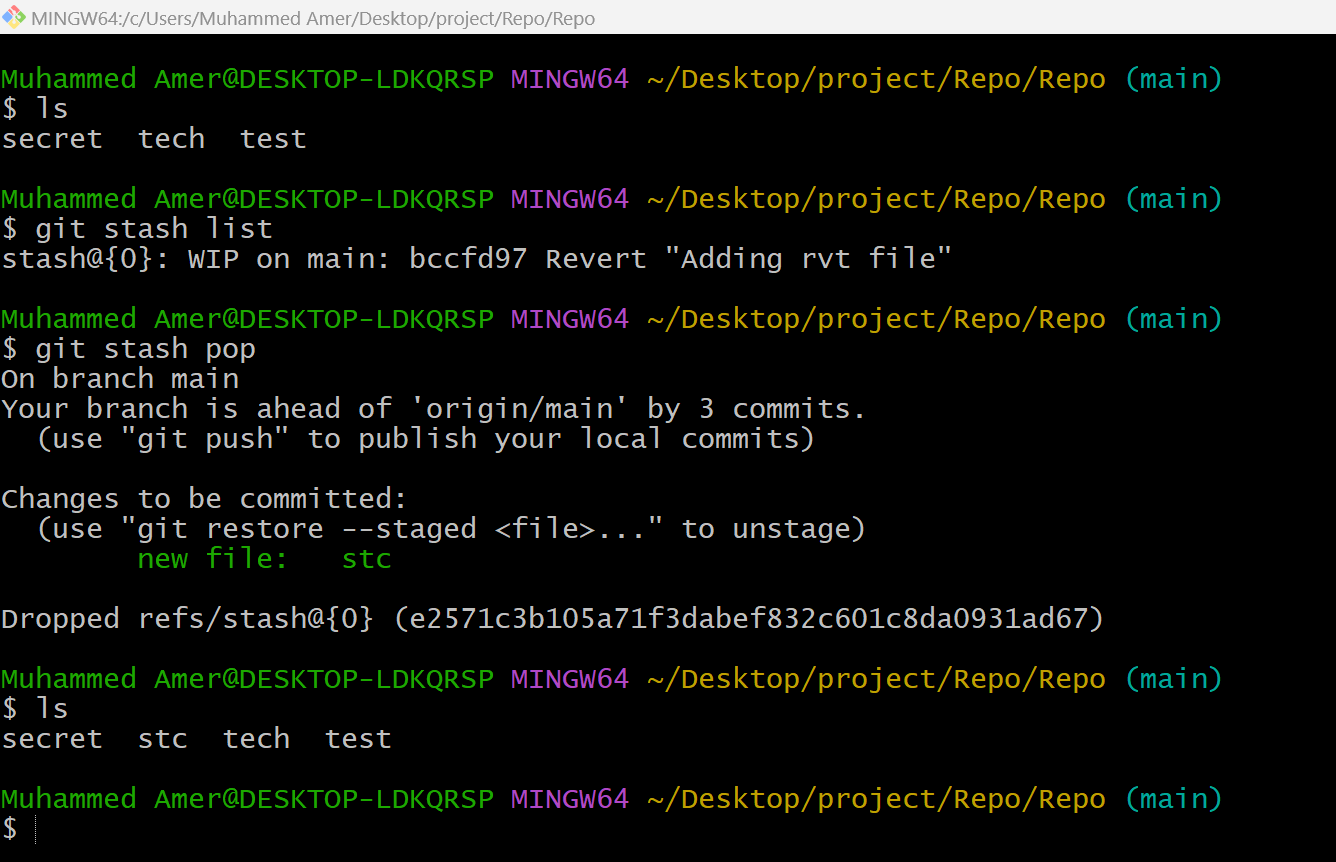 MINGW64:/c/Users/Muhammed Amer/Desktop/project/Repo/Repo
Muhammed Amer@DESKTOP-LDKQRSP MINGW64 ~/Desktop/project/Repo/Repo (main)
$ ls
secret  tech  test
Muhammed Amer@DESKTOP-LDKQRSP MINGW64 ~/Desktop/project/Repo/Repo (main)
$ git stash list
stash@{0}: WIP on main: bccfd97 Revert "Adding rvt file"
Muhammed Amer@DESKTOP-LDKQRSP MINGW64 ~/Desktop/project/Repo/Repo (main)
$ git stash pop
On branch main
Your branch is ahead of 'origin/main' by 3 commits.
  (use "git push" to publish your local commits)
Changes to be committed:
  (use "git restore --staged <file>..." to unstage)
        new file:   stc
Dropped refs/stash@{0} (e2571c3b105a71f3dabef832c601c8da0931ad67)
Muhammed Amer@DESKTOP-LDKQRSP MINGW64 ~/Desktop/project/Repo/Repo (main)
$ ls
secret  stc  tech  test
Muhammed Amer@DESKTOP-LDKQRSP MINGW64 ~/Desktop/project/Repo/Repo (main)
$